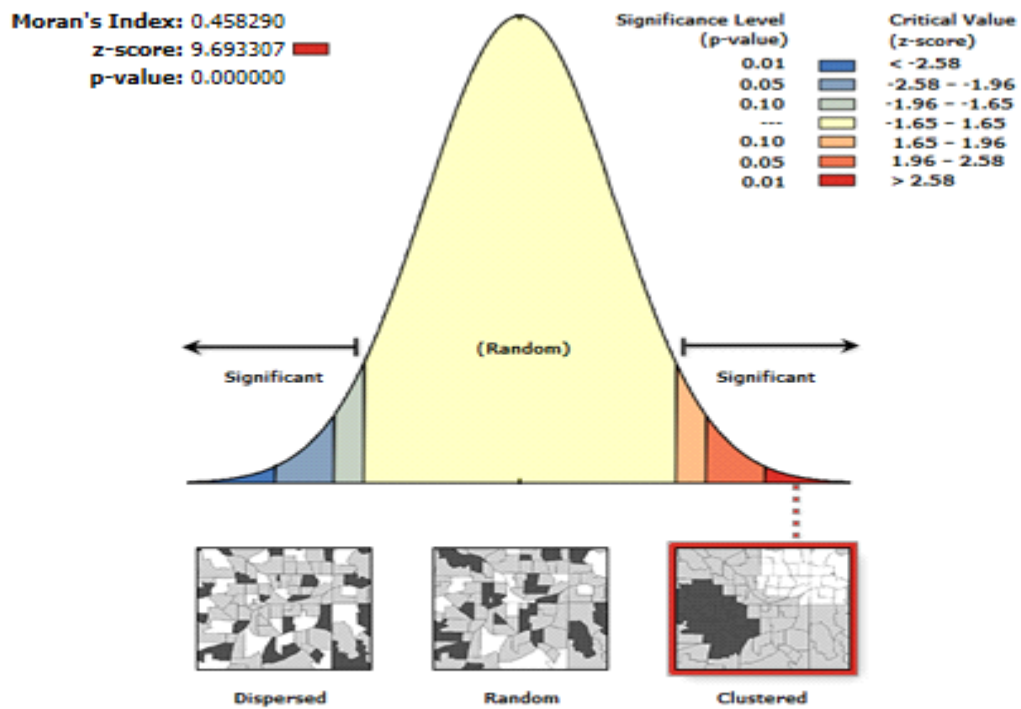 Moran's Index: 0.458290
z-score: 9.693307
p-value: 0.000000
Significance Level
(p-value)
Critical Value
(z-score)
0.01 < -2.58
0.05 -2.58 – -1.96
0.10 -1.96 – -1.65
--- -1.65 – 1.65
0.10 1.65 – 1.96
0.05 1.96 – 2.58
0.01 > 2.58
(Random)
Significant
Significant
Dispersed
Random
Clustered